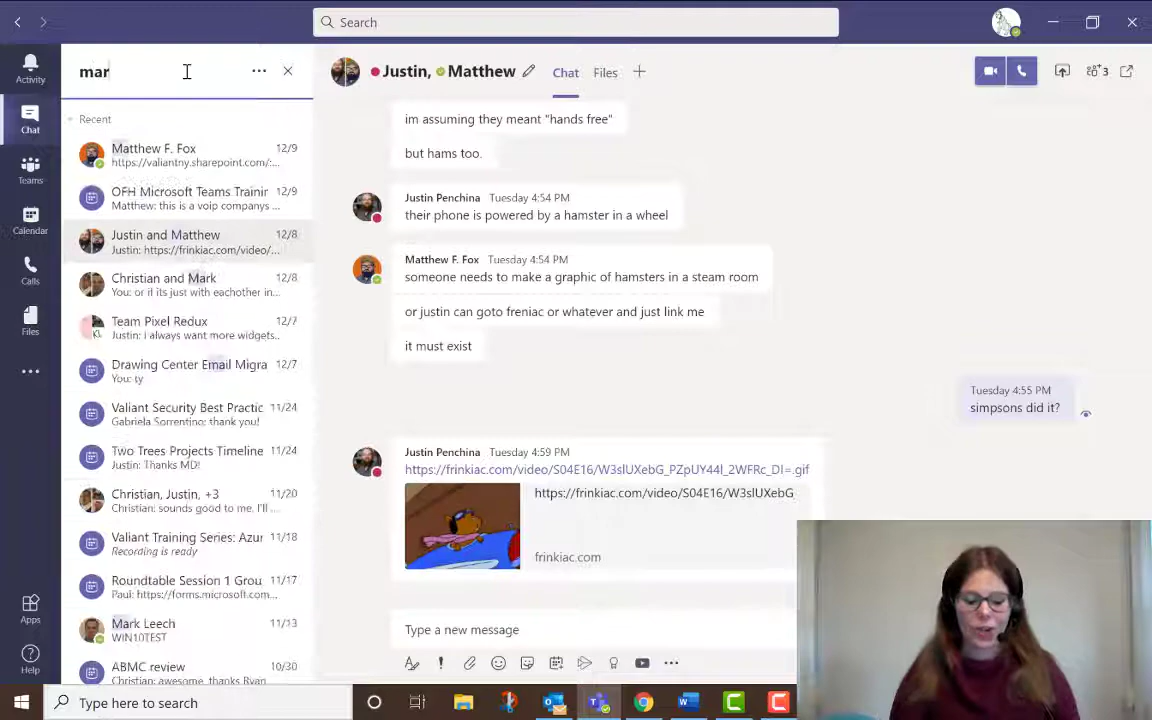 Search
Activity
Chat
Teams
Calendar
Calls
Files
Apps
Help
mar
Recent
Matthew F. Fox 12/9
https://valiantny.sharepoint.com/:...
OFH Microsoft Teams Trainin 12/9
Matthew: this is a voip companys ...
Justin and Matthew 12/8
Justin: https://frinkiac.com/video/...
Christian and Mark 12/8
You: or if its just with eachother in...
Team Pixel Redux 12/7
Justin: I always want more widgets..
Drawing Center Email Migra 12/7
You: ty
Valiant Security Best Practic 11/24
Gabriela Sorrentino: thank you!
Two Trees Projects Timeline 11/24
Justin: Thanks MD!
Christian, Justin, +3 11/20
Christian: sounds good to me. I'll ...
Valiant Training Series: Azur 11/18
Recording is ready
Roundtable Session 1 Grou 11/17
Paul: https://forms.microsoft.com...
Mark Leech 11/13
WIN10TEST
ABMC review 10/30
Christian: awesome, thanks Ryan
Justin, Matthew Chat Files 3
im assuming they meant "hands free"
but hams too.
Justin Penchina Tuesday 4:54 PM
their phone is powered by a hamster in a wheel
Matthew F. Fox Tuesday 4:54 PM
someone needs to make a graphic of hamsters in a steam room
or justin can goto freniac or whatever and just link me
it must exist
Tuesday 4:55 PM
simpsons did it?
Justin Penchina Tuesday 4:59 PM
https://frinkiac.com/video/S04E16/W3slUXebG_PZpUY44l_2WFRc_DI=.gif
https://frinkiac.com/video/S04E16/W3slUXebG
frinkiac.com
Type a new message
Type here to search